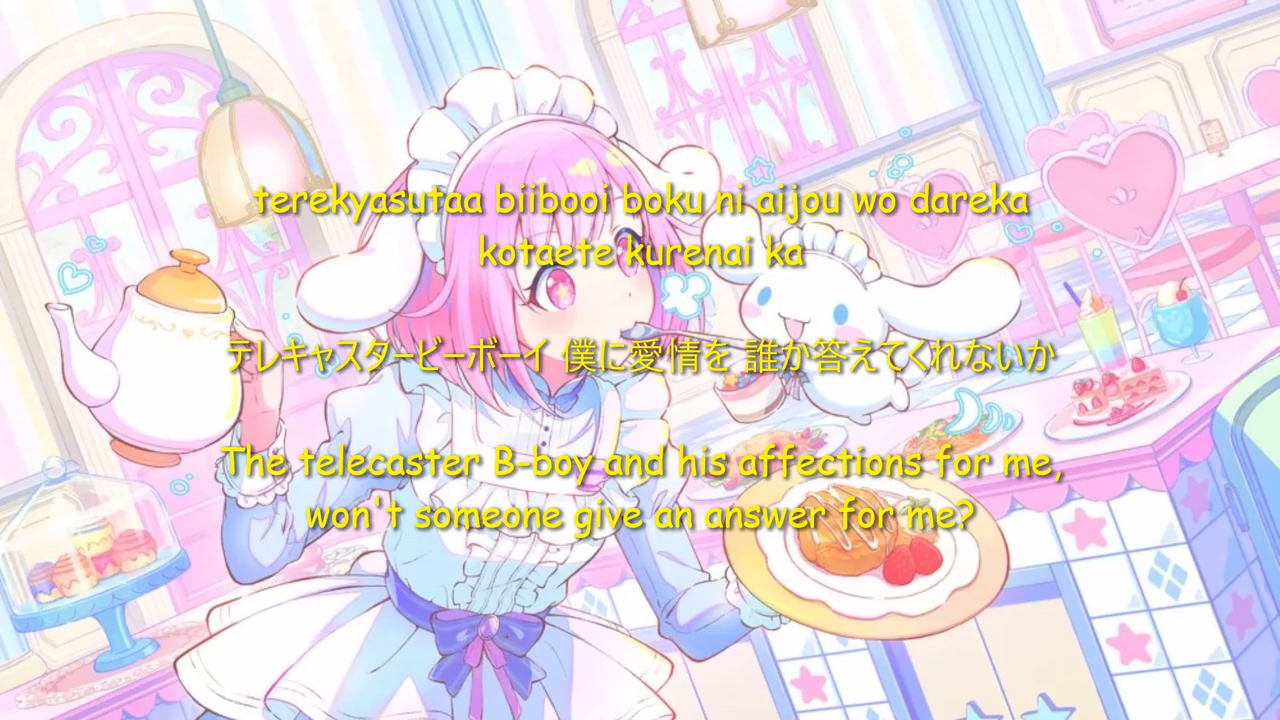 terekyasutaa biibooi boku ni aijou wo dareka
kotaete kurenai ka
テレキャスタービーボーイ 僕に愛情を 誰か答えてくれないか
The telecaster B-boy and his affections for me,
won't someone give an answer for me?